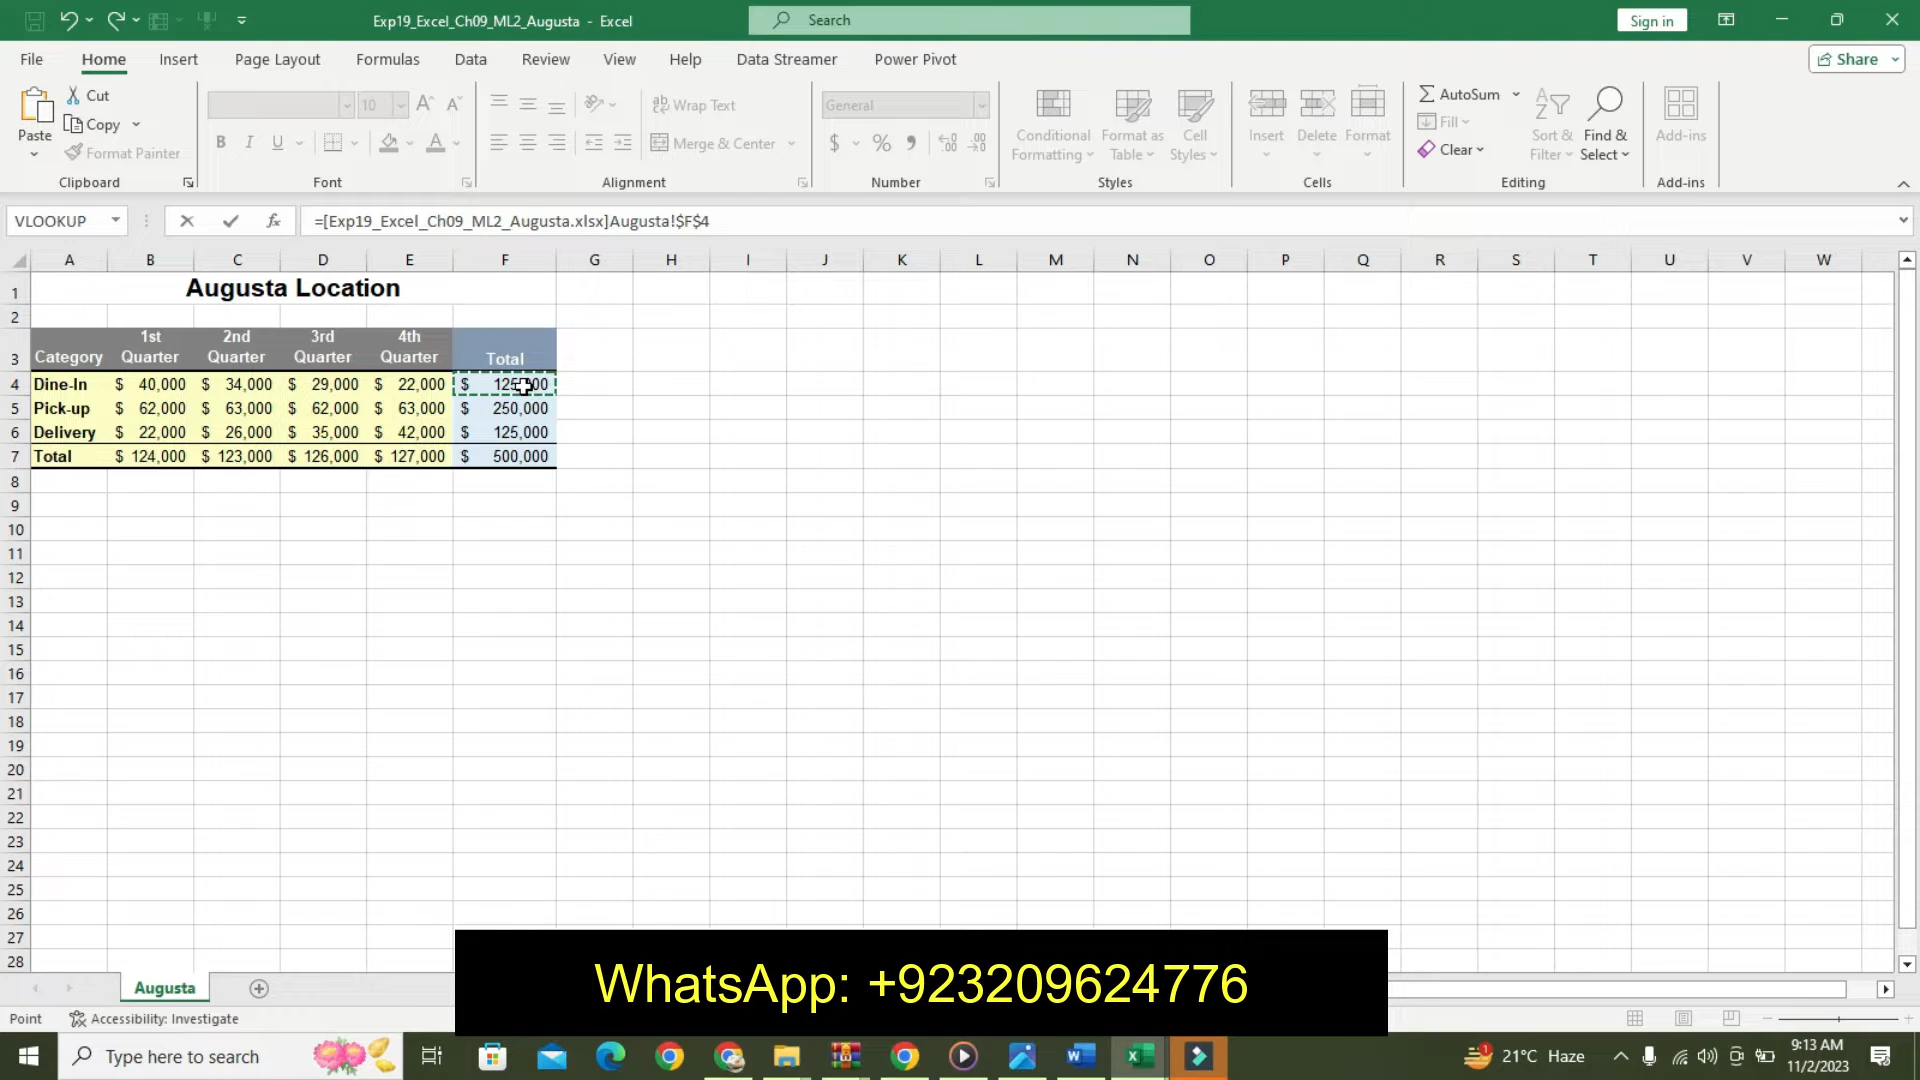 Exp19_Excel_Ch09_ML2_Augusta - Excel
Search
Sign in
File Home Insert Page Layout Formulas Data Review View Help Data Streamer Power Pivot
Share
Paste
Cut
Copy
Format Painter
Clipboard
10
B I U
Font
Wrap Text
Merge & Center
Alignment
General
$ % 9
Number
Conditional Formatting
Format as Table
Cell Styles
Styles
Insert Delete Format
Cells
AutoSum
Fill
Clear
Sort & Filter
Find & Select
Editing
Add-ins
Add-ins
VLOOKUP
fx
=[Exp19_Excel_Ch09_ML2_Augusta.xlsx]Augusta!$F$4
A B C D E F G H I J K L M N O P Q R S T U V W
1 Augusta Location
2
3 Category 1st Quarter 2nd Quarter 3rd Quarter 4th Quarter Total
4 Dine-In $ 40,000 $ 34,000 $ 29,000 $ 22,000 $
5 Pick-up $ 62,000 $ 63,000 $ 62,000 $ 63,000 $ 250,000
6 Delivery $ 22,000 $ 26,000 $ 35,000 $ 42,000 $ 125,000
7 Total $ 124,000 $ 123,000 $ 126,000 $ 127,000 $ 500,000
8
9
10
11
12
13
14
15
16
17
18
19
20
21
22
23
24
25
26
27
28
WhatsApp: +923209624776
Augusta
Point
Accessibility: Investigate
Type here to search
21°C Haze
9:13 AM
11/2/2023